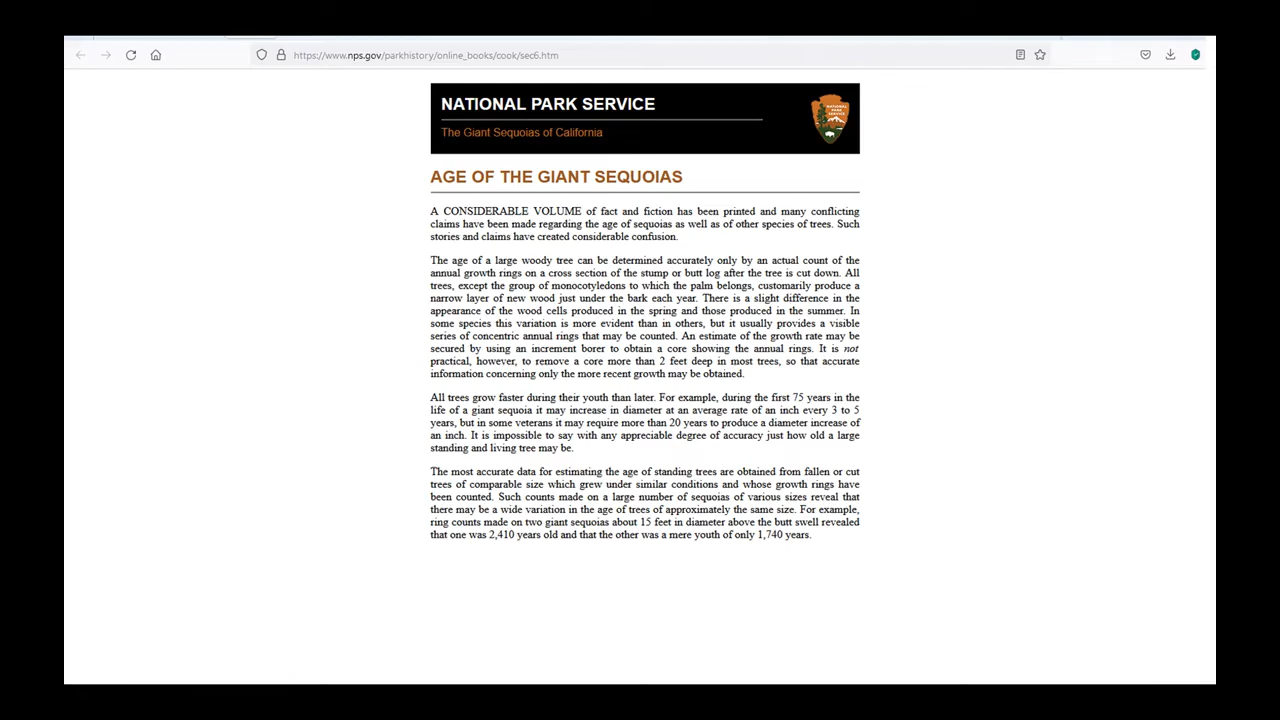 https://www.nps.gov/parkhistory/online_books/cook/sec6.htm
NATIONAL PARK SERVICE
The Giant Sequoias of California
NATIONAL
PARK
SERVICE
AGE OF THE GIANT SEQUOIAS
A CONSIDERABLE VOLUME of fact and fiction has been printed and many conflicting
claims have been made regarding the age of sequoias as well as of other species of trees. Such
stories and claims have created considerable confusion.
The age of a large woody tree can be determined accurately only by an actual count of the
annual growth rings on a cross section of the stump or butt log after the tree is cut down. All
trees, except the group of monocotyledons to which the palm belongs, customarily produce a
narrow layer of new wood just under the bark each year. There is a slight difference in the
appearance of the wood cells produced in the spring and those produced in the summer. In
some species this variation is more evident than in others, but it usually provides a visible
series of concentric annual rings that may be counted. An estimate of the growth rate may be
secured by using an increment borer to obtain a core showing the annual rings. It is not
practical, however, to remove a core more than 2 feet deep in most trees, so that accurate
information concerning only the more recent growth may be obtained.
All trees grow faster during their youth than later. For example, during the first 75 years in the
life of a giant sequoia it may increase in diameter at an average rate of an inch every 3 to 5
years, but in some veterans it may require more than 20 years to produce a diameter increase of
an inch. It is impossible to say with any appreciable degree of accuracy just how old a large
standing and living tree may be.
The most accurate data for estimating the age of standing trees are obtained from fallen or cut
trees of comparable size which grew under similar conditions and whose growth rings have
been counted. Such counts made on a large number of sequoias of various sizes reveal that
there may be a wide variation in the age of trees of approximately the same size. For example,
ring counts made on two giant sequoias about 15 feet in diameter above the butt swell revealed
that one was 2,410 years old and that the other was a mere youth of only 1,740 years.